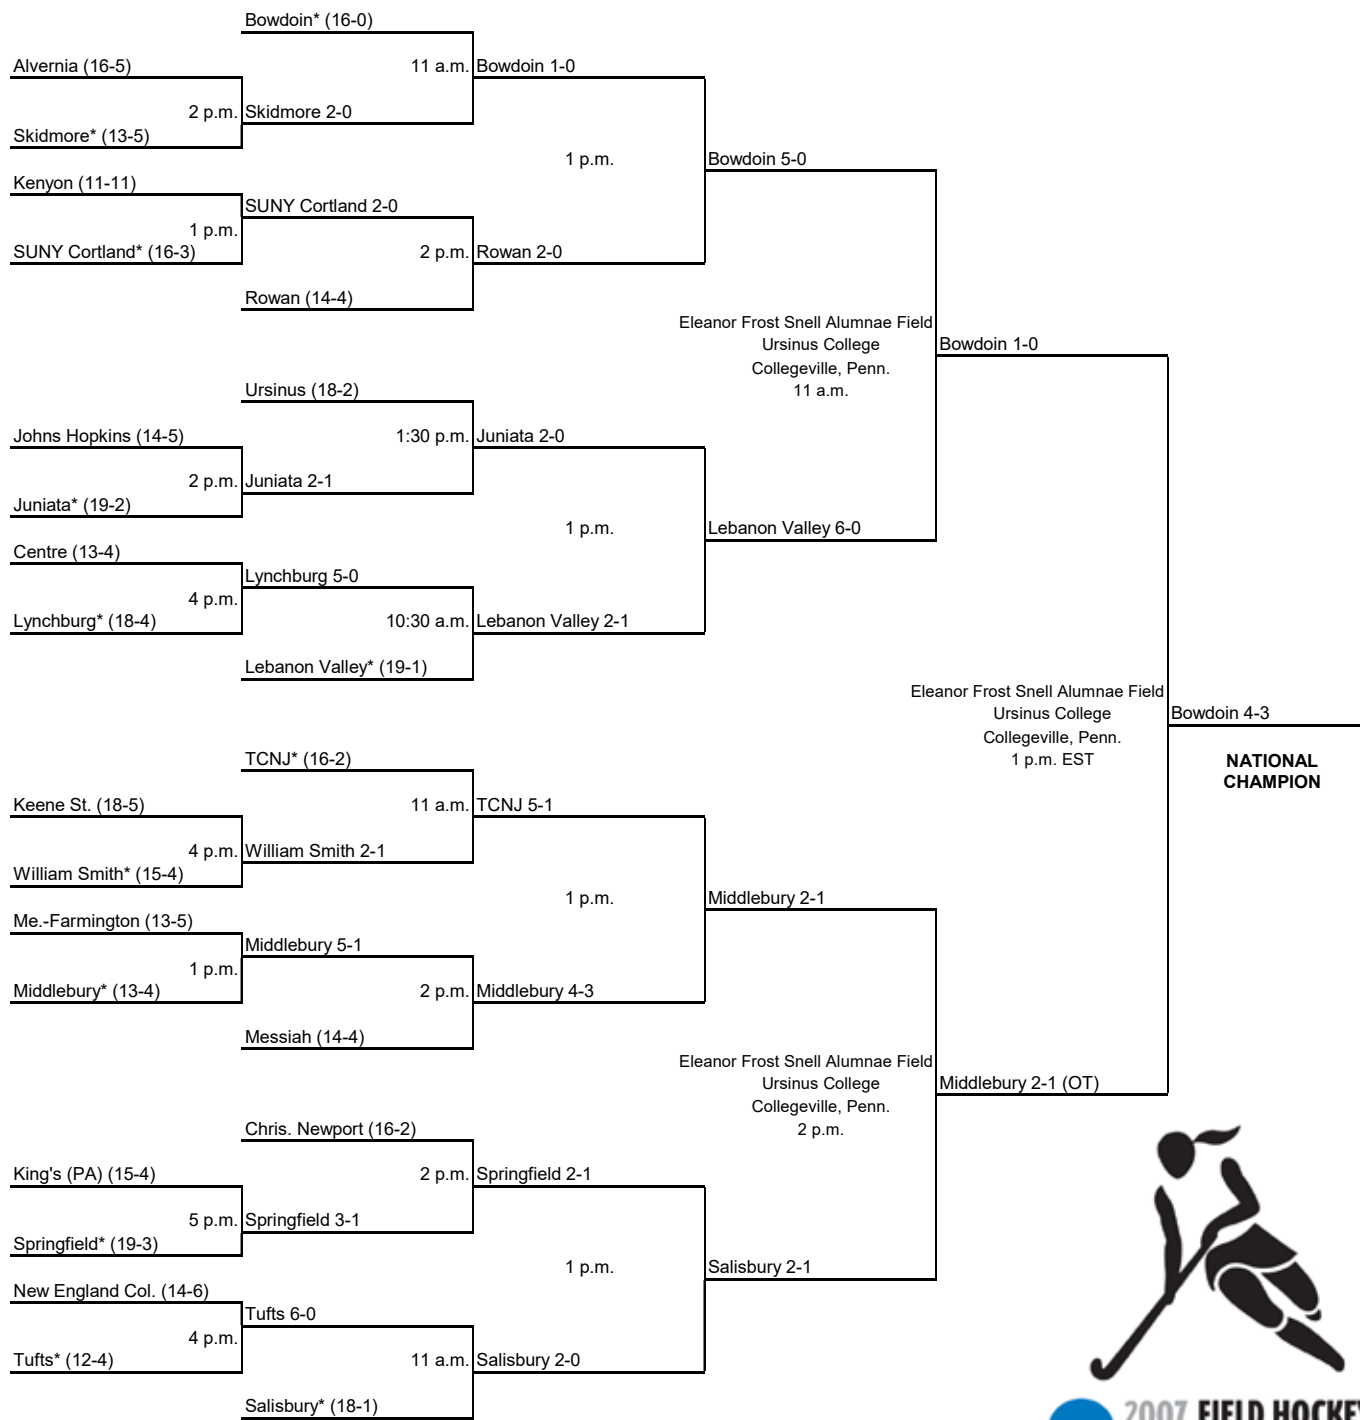 Bowdoin* (16-0)
Alvernia (16-5)
11 a.m.
Bowdoin 1-0
2 p.m.
Skidmore 2-0
Skidmore* (13-5)
1 p.m.
Bowdoin 5-0
Kenyon (11-11)
SUNY Cortland 2-0
1 p.m.
SUNY Cortland* (16-3)
2 p.m.
Rowan 2-0
Rowan (14-4)
Eleanor Frost Snell Alumnae Field
Ursinus College
Collegeville, Penn.
11 a.m.
Bowdoin 1-0
Ursinus (18-2)
Johns Hopkins (14-5)
1:30 p.m.
Juniata 2-0
2 p.m.
Juniata 2-1
Juniata* (19-2)
1 p.m.
Lebanon Valley 6-0
Centre (13-4)
Lynchburg 5-0
4 p.m.
Lynchburg* (18-4)
10:30 a.m.
Lebanon Valley 2-1
Lebanon Valley* (19-1)
Eleanor Frost Snell Alumnae Field
Ursinus College
Collegeville, Penn.
1 p.m. EST
Bowdoin 4-3
NATIONAL
CHAMPION
TCNJ* (16-2)
Keene St. (18-5)
11 a.m.
TCNJ 5-1
4 p.m.
William Smith 2-1
William Smith* (15-4)
1 p.m.
Middlebury 2-1
Me.-Farmington (13-5)
Middlebury 5-1
1 p.m.
Middlebury* (13-4)
2 p.m.
Middlebury 4-3
Messiah (14-4)
Eleanor Frost Snell Alumnae Field
Ursinus College
Collegeville, Penn.
2 p.m.
Middlebury 2-1 (OT)
Chris. Newport (16-2)
King's (PA) (15-4)
2 p.m.
Springfield 2-1
5 p.m.
Springfield 3-1
Springfield* (19-3)
1 p.m.
Salisbury 2-1
New England Col. (14-6)
Tufts 6-0
4 p.m.
Tufts* (12-4)
11 a.m.
Salisbury 2-0
Salisbury* (18-1)
2007 FIELD HOCKEY